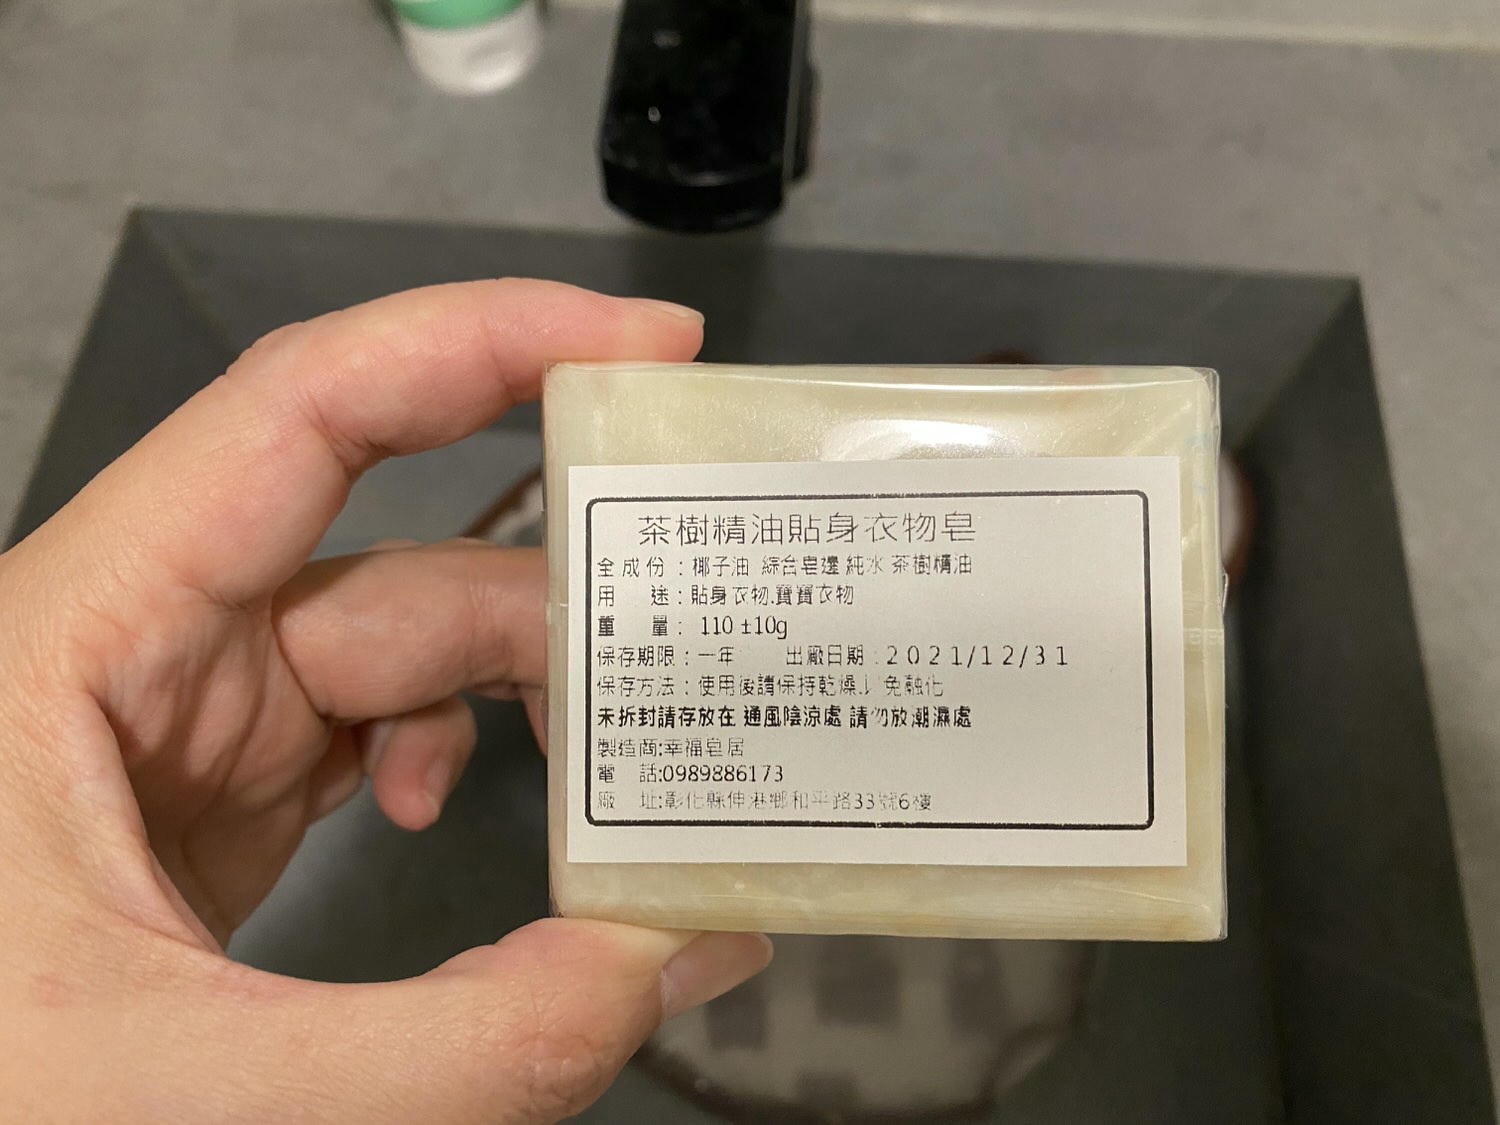 茶樹精油貼身衣物皂
全成份：椰子油 綜合皂邊 純水 茶樹精油
用 途：貼身衣物.寶寶衣物
重 量： 110 ±10g
保存期限：一年 出廠日期：2021/12/31
保存方法：使用後請保持乾燥以免融化
未拆封請存放在 通風陰涼處 請勿放潮濕處
製造商:幸福皂居
電 話:0989886173
廠 址:彰化縣伸港鄉和平路33號6樓